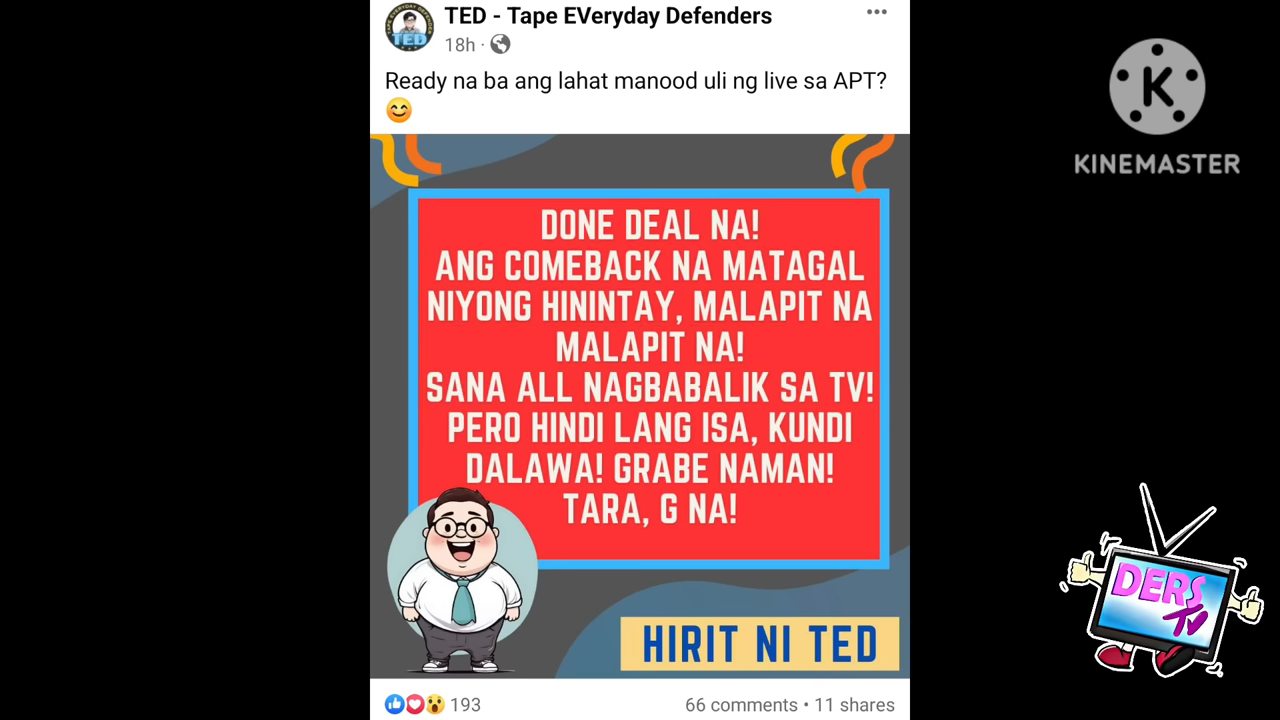 TED - Tape EVeryday Defenders
18h ·
Ready na ba ang lahat manood uli ng live sa APT?
😊
DONE DEAL NA!
ANG COMEBACK NA MATAGAL
NIYONG HININTAY, MALAPIT NA
MALAPIT NA!
SANA ALL NAGBABALIK SA TV!
PERO HINDI LANG ISA, KUNDI
DALAWA! GRABE NAMAN!
TARA, G NA!
HIRIT NI TED
193
66 comments • 11 shares
K
KINEMASTER
DERS
TV
TED